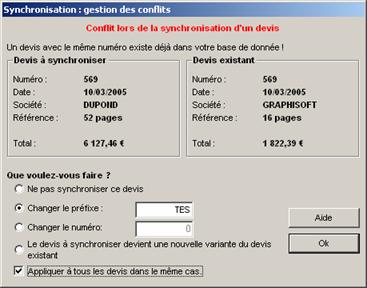 Synchronisation : gestion des conflits
Conflit lors de la synchronisation d'un devis
Un devis avec le même numéro existe déjà dans votre base de donnée !
Devis à synchroniser
Numéro : 569
Date : 10/03/2005
Société : DUPOND
Référence : 52 pages
Total : 6 127,46 €
Devis existant
Numéro : 569
Date : 10/03/2005
Société : GRAPHISOFT
Référence : 16 pages
Total : 1 822,39 €
Que voulez-vous faire ?
Ne pas synchroniser ce devis
Changer le préfixe : TES
Changer le numéro: 0
Le devis à synchroniser devient une nouvelle variante du devis
existant
Appliquer à tous les devis dans le même cas.
Aide
Ok